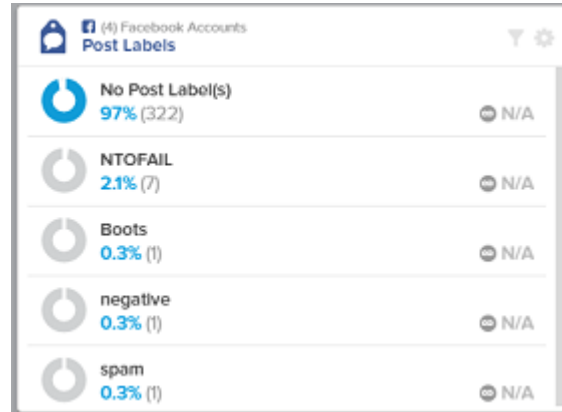 (4) Facebook Accounts
Post Labels
No Post Label(s)
97% (322)
N/A
NTOFAIL
2.1% (7)
N/A
Boots
0.3% (1)
N/A
negative
0.3% (1)
N/A
spam
0.3% (1)
N/A